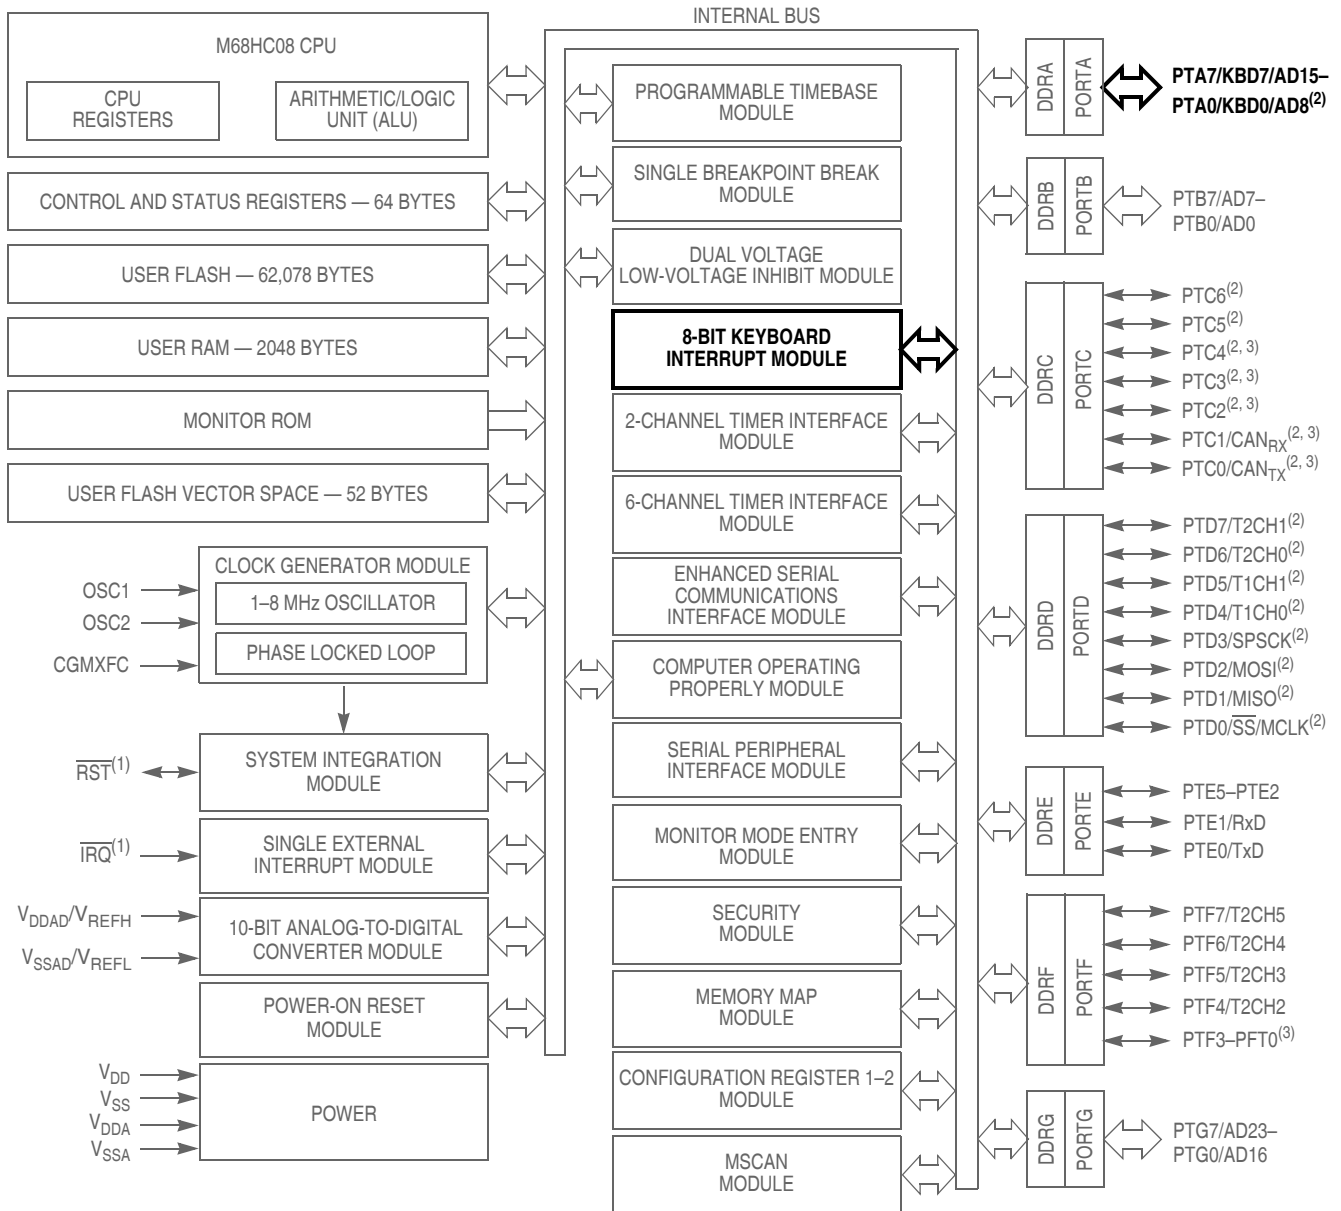 INTERNAL BUS
M68HC08 CPU
CPU
REGISTERS
ARITHMETIC/LOGIC
UNIT (ALU)
CONTROL AND STATUS REGISTERS — 64 BYTES
USER FLASH — 62,078 BYTES
USER RAM — 2048 BYTES
MONITOR ROM
USER FLASH VECTOR SPACE — 52 BYTES
CLOCK GENERATOR MODULE
1–8 MHz OSCILLATOR
PHASE LOCKED LOOP
OSC1
OSC2
CGMXFC
SYSTEM INTEGRATION
MODULE
RST(1)
SINGLE EXTERNAL
INTERRUPT MODULE
IRQ(1)
10-BIT ANALOG-TO-DIGITAL
CONVERTER MODULE
VDDAD/VREFH
VSSAD/VREFL
POWER-ON RESET
MODULE
POWER
VDD
VSS
VDDA
VSSA
PROGRAMMABLE TIMEBASE
MODULE
SINGLE BREAKPOINT BREAK
MODULE
DUAL VOLTAGE
LOW-VOLTAGE INHIBIT MODULE
8-BIT KEYBOARD
INTERRUPT MODULE
2-CHANNEL TIMER INTERFACE
MODULE
6-CHANNEL TIMER INTERFACE
MODULE
ENHANCED SERIAL
COMMUNICATIONS
INTERFACE MODULE
COMPUTER OPERATING
PROPERLY MODULE
SERIAL PERIPHERAL
INTERFACE MODULE
MONITOR MODE ENTRY
MODULE
SECURITY
MODULE
MEMORY MAP
MODULE
CONFIGURATION REGISTER 1–2
MODULE
MSCAN
MODULE
DDRA
PORTA
PTA7/KBD7/AD15–
PTA0/KBD0/AD8(2)
DDRB
PORTB
PTB7/AD7–
PTB0/AD0
DDRC
PORTC
PTC6(2)
PTC5(2)
PTC4(2, 3)
PTC3(2, 3)
PTC2(2, 3)
PTC1/CANRX(2, 3)
PTC0/CANTX(2, 3)
DDRD
PORTD
PTD7/T2CH1(2)
PTD6/T2CH0(2)
PTD5/T1CH1(2)
PTD4/T1CH0(2)
PTD3/SPSCK(2)
PTD2/MOSI(2)
PTD1/MISO(2)
PTD0/SS/MCLK(2)
DDRE
PORTE
PTE5–PTE2
PTE1/RxD
PTE0/TxD
DDRF
PORTF
PTF7/T2CH5
PTF6/T2CH4
PTF5/T2CH3
PTF4/T2CH2
PTF3–PFT0(3)
DDRG
PORTG
PTG7/AD23–
PTG0/AD16